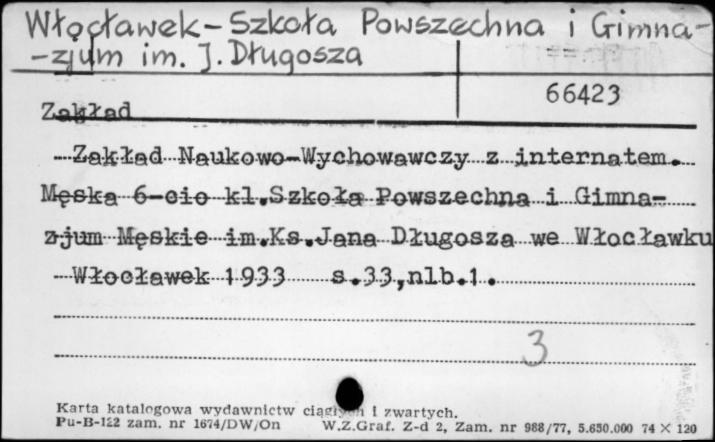 Włocławek – Szkoła Powszechna i Gimna-
-zjum im. J. Długosza
66423
Zakład
Zakład Naukowo-Wychowawczy z internatem.
Męska 6-cio kl.Szkoła Powszechna i Gimna-
zjum Męskie im.Ks.Jana Długosza we Włocławku
Włocławek 1933 s.33,nlb.1.
3
Karta katalogowa wydawnictw ciągłych i zwartych.
Pu-B-122 zam. nr 1674/DW/On W.Z.Graf. Z-d 2, Zam. nr 988/77, 5.650.000 74 × 120